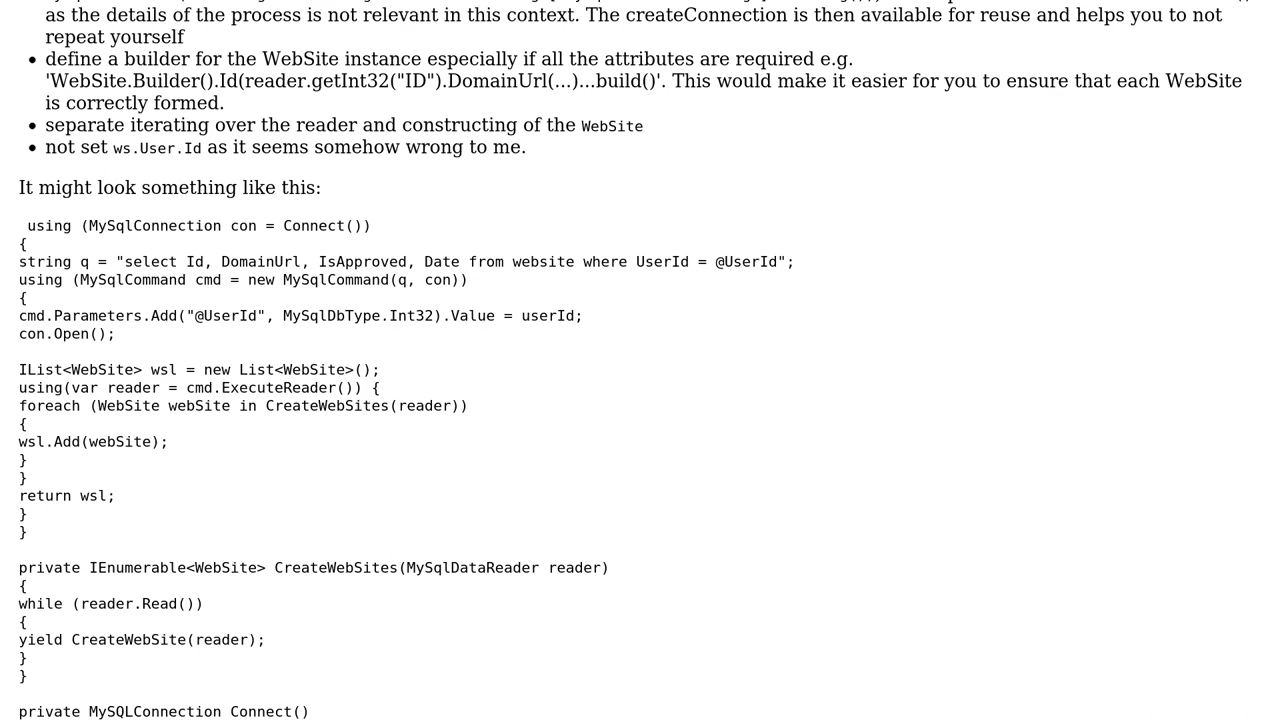 as the details of the process is not relevant in this context. The createConnection is then available for reuse and helps you to not
repeat yourself
• define a builder for the WebSite instance especially if all the attributes are required e.g.
'WebSite.Builder().Id(reader.getInt32("ID").DomainUrl(...)...build()'. This would make it easier for you to ensure that each WebSite
is correctly formed.
• separate iterating over the reader and constructing of the WebSite
• not set ws.User.Id as it seems somehow wrong to me.
It might look something like this:
using (MySqlConnection con = Connect())
{
string q = "select Id, DomainUrl, IsApproved, Date from website where UserId = @UserId";
using (MySqlCommand cmd = new MySqlCommand(q, con))
{
cmd.Parameters.Add("@UserId", MySqlDbType.Int32).Value = userId;
con.Open();
IList<WebSite> wsl = new List<WebSite>();
using(var reader = cmd.ExecuteReader()) {
foreach (WebSite webSite in CreateWebSites(reader))
{
wsl.Add(webSite);
}
}
return wsl;
}
}
private IEnumerable<WebSite> CreateWebSites(MySqlDataReader reader)
{
while (reader.Read())
{
yield CreateWebSite(reader);
}
}
private MySQLConnection Connect()